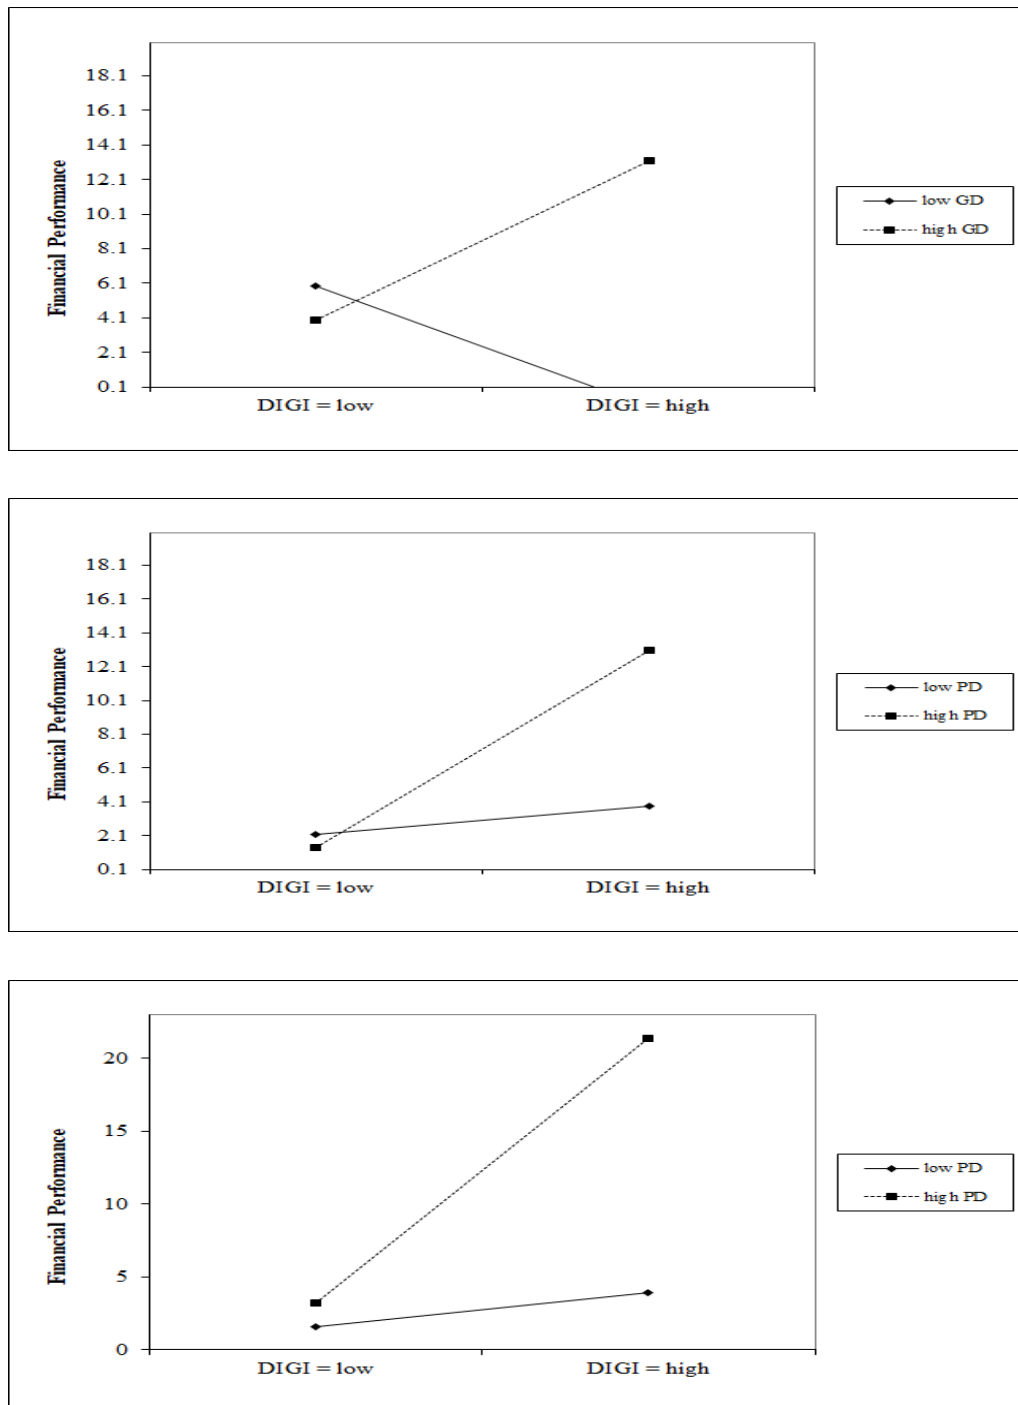 Financial Performance
18.1
16.1
14.1
12.1
10.1
8.1
6.1
4.1
2.1
0.1
DIGI = low
DIGI = high
low GD
high GD
Financial Performance
18.1
16.1
14.1
12.1
10.1
8.1
6.1
4.1
2.1
0.1
DIGI = low
DIGI = high
low PD
high PD
Financial Performance
20
15
10
5
0
DIGI = low
DIGI = high
low PD
high PD